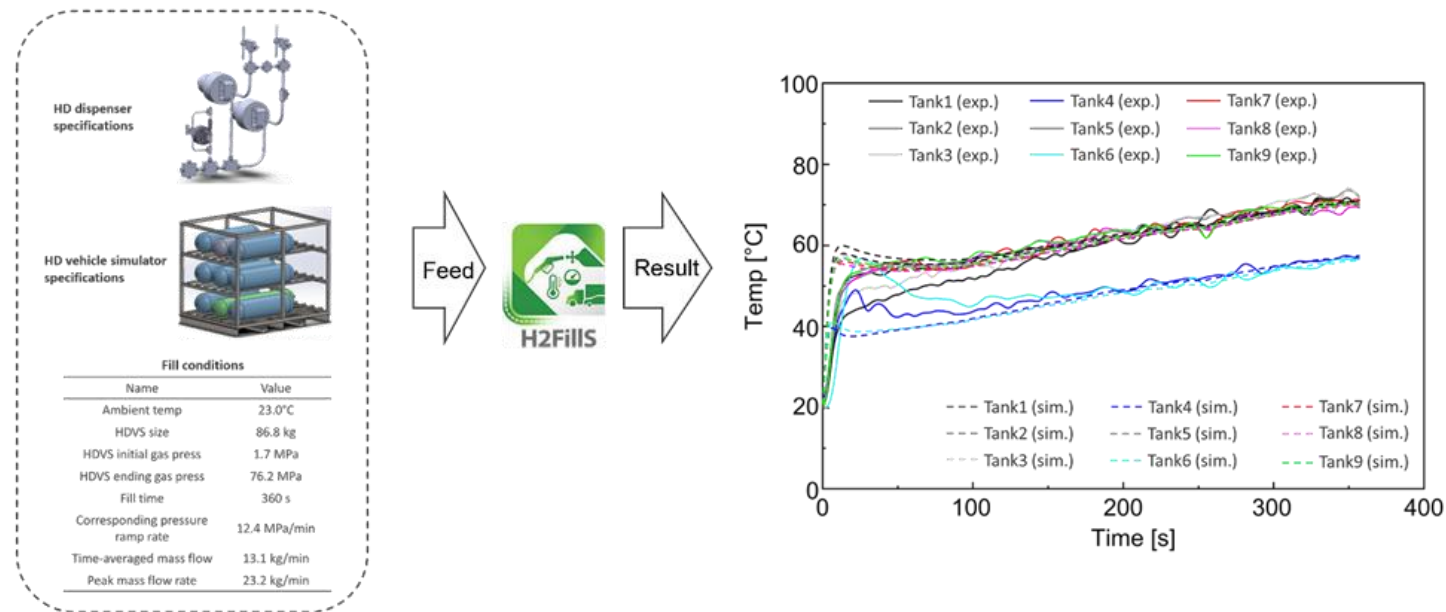 HD dispenser
specifications
HD vehicle simulator
specifications
Fill conditions
Name Value
Ambient temp 23.0°C
HDVS size 86.8 kg
HDVS initial gas press 1.7 MPa
HDVS ending gas press 76.2 MPa
Fill time 360 s
Corresponding pressure
ramp rate 12.4 MPa/min
Time-averaged mass flow 13.1 kg/min
Peak mass flow rate 23.2 kg/min
Feed
H2FillS
Result
Temp [°C]
100
80
60
40
20
0
Tank1 (exp.) Tank4 (exp.) Tank7 (exp.)
Tank2 (exp.) Tank5 (exp.) Tank8 (exp.)
Tank3 (exp.) Tank6 (exp.) Tank9 (exp.)
Tank1 (sim.) Tank4 (sim.) Tank7 (sim.)
Tank2 (sim.) Tank5 (sim.) Tank8 (sim.)
Tank3 (sim.) Tank6 (sim.) Tank9 (sim.)
0 100 200 300 400
Time [s]